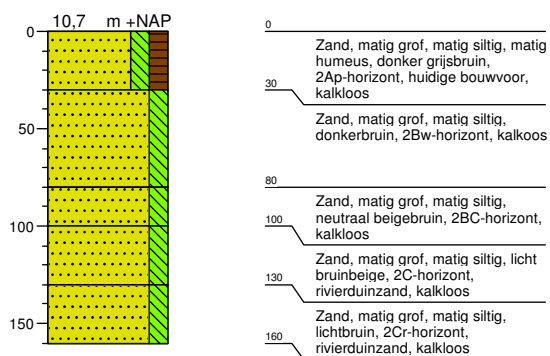 10,7 m +NAP
0
50
100
150
0
Zand, matig grof, matig siltig, matig
humeus, donker grijsbruin,
2Ap-horizont, huidige bouwvoor,
kalkloos
30
Zand, matig grof, matig siltig,
donkerbruin, 2Bw-horizont, kalkoos
80
Zand, matig grof, matig siltig,
neutraal beigebruin, 2BC-horizont,
kalkloos
100
Zand, matig grof, matig siltig, licht
bruinbeige, 2C-horizont,
rivierduinzand, kalkloos
130
Zand, matig grof, matig siltig,
lichtbruin, 2Cr-horizont,
rivierduinzand, kalkloos
160